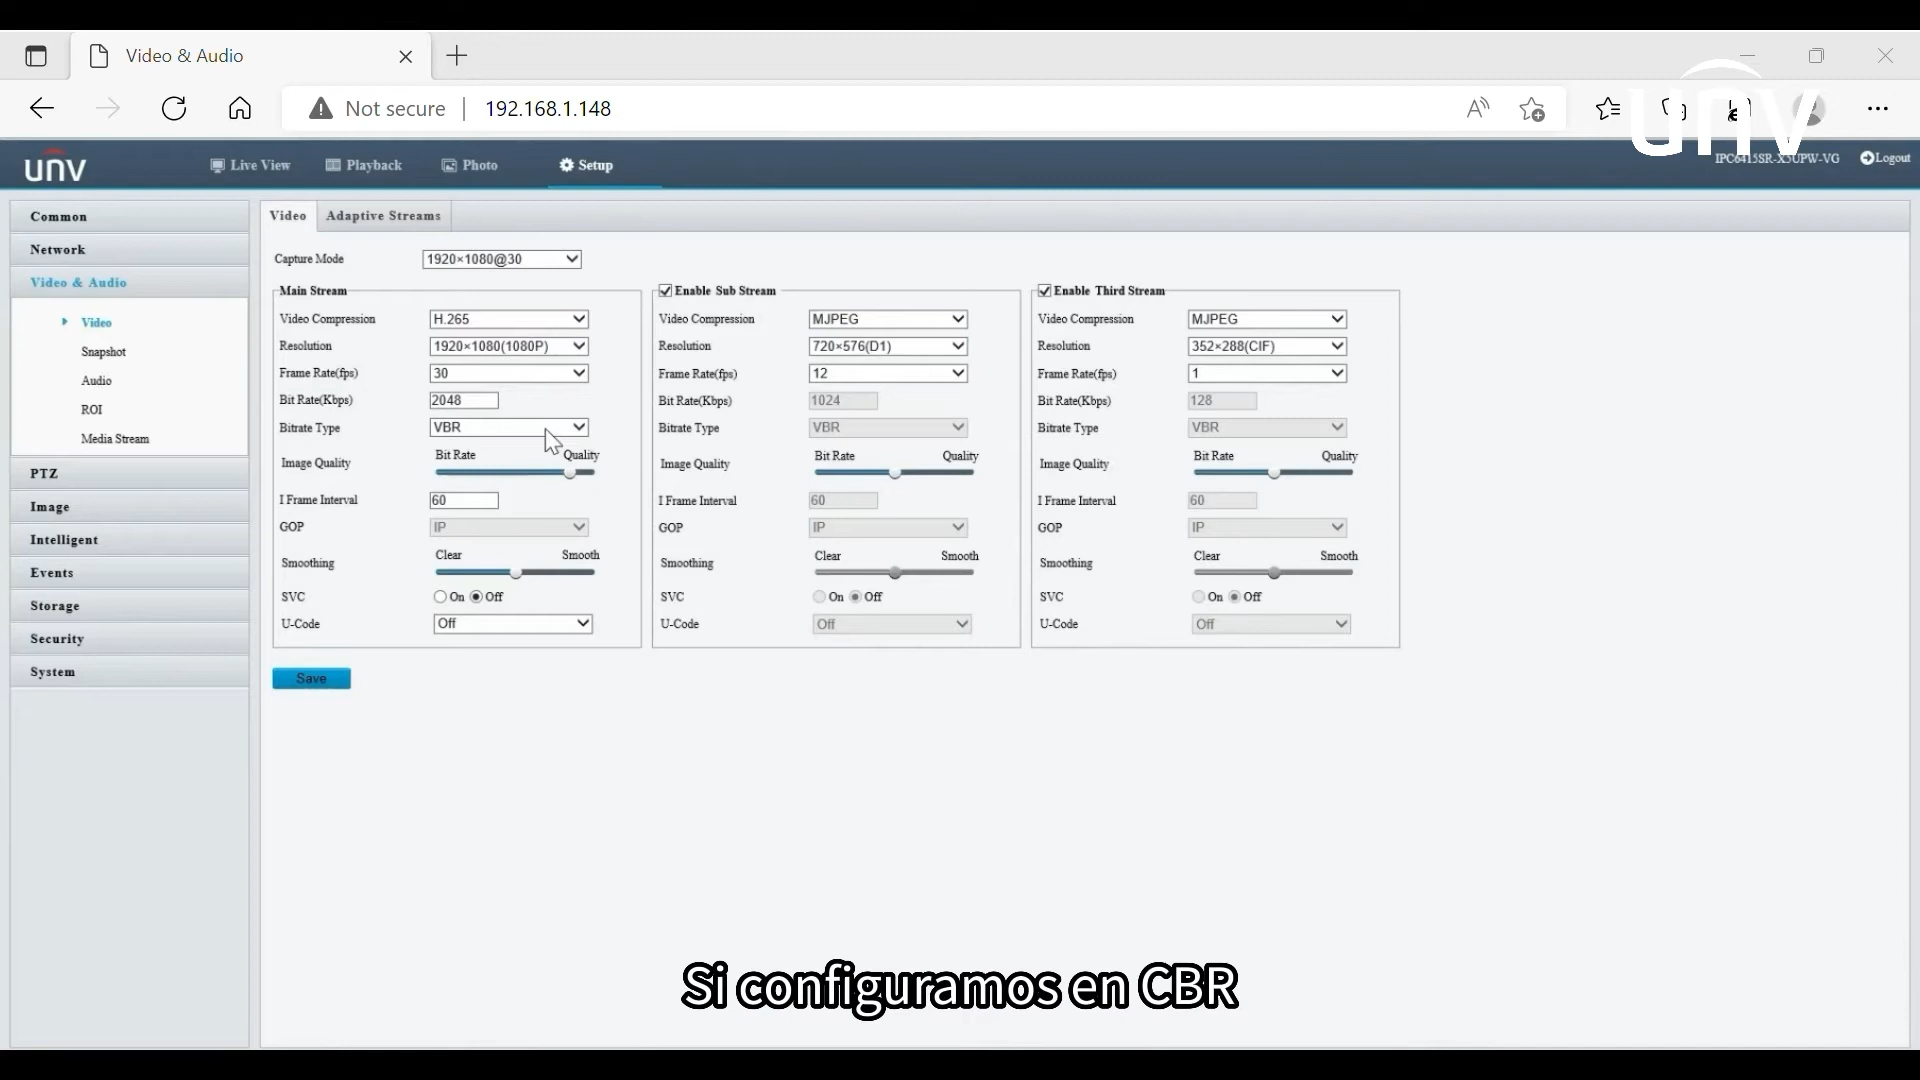 Video & Audio
Not secure 192.168.1.148
unv
unv Live View Playback Photo Setup IPC6415SR-X5UPW-VG Logout
Common
Network
Video & Audio
Video
Snapshot
Audio
ROI
Media Stream
PTZ
Image
Intelligent
Events
Storage
Security
System
Video Adaptive Streams
Capture Mode 1920×1080@30
Main Stream
Video Compression H.265
Resolution 1920×1080(1080P)
Frame Rate(fps) 30
Bit Rate(Kbps) 2048
Bitrate Type VBR
Bit Rate Quality
Image Quality
I Frame Interval 60
GOP IP
Clear Smooth
Smoothing
SVC On Off
U-Code Off
Enable Sub Stream
Video Compression MJPEG
Resolution 720×576(D1)
Frame Rate(fps) 12
Bit Rate(Kbps) 1024
Bitrate Type VBR
Bit Rate Quality
Image Quality
I Frame Interval 60
GOP IP
Clear Smooth
Smoothing
SVC On Off
U-Code Off
Enable Third Stream
Video Compression MJPEG
Resolution 352×288(CIF)
Frame Rate(fps) 1
Bit Rate(Kbps) 128
Bitrate Type VBR
Bit Rate Quality
Image Quality
I Frame Interval 60
GOP IP
Clear Smooth
Smoothing
SVC On Off
U-Code Off
Save
Si configuramos en CBR